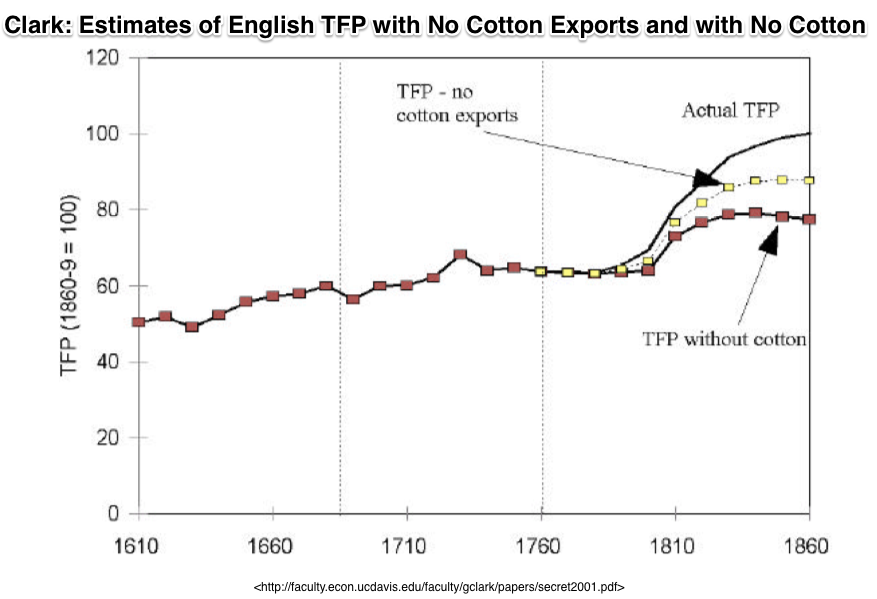 Clark: Estimates of English TFP with No Cotton Exports and with No Cotton
120
100
80
60
40
20
0
TFP (1860-9 = 100)
TFP - no
cotton exports
Actual TFP
TFP without cotton
1610
1660
1710
1760
1810
1860
<http://faculty.econ.ucdavis.edu/faculty/gclark/papers/secret2001.pdf>